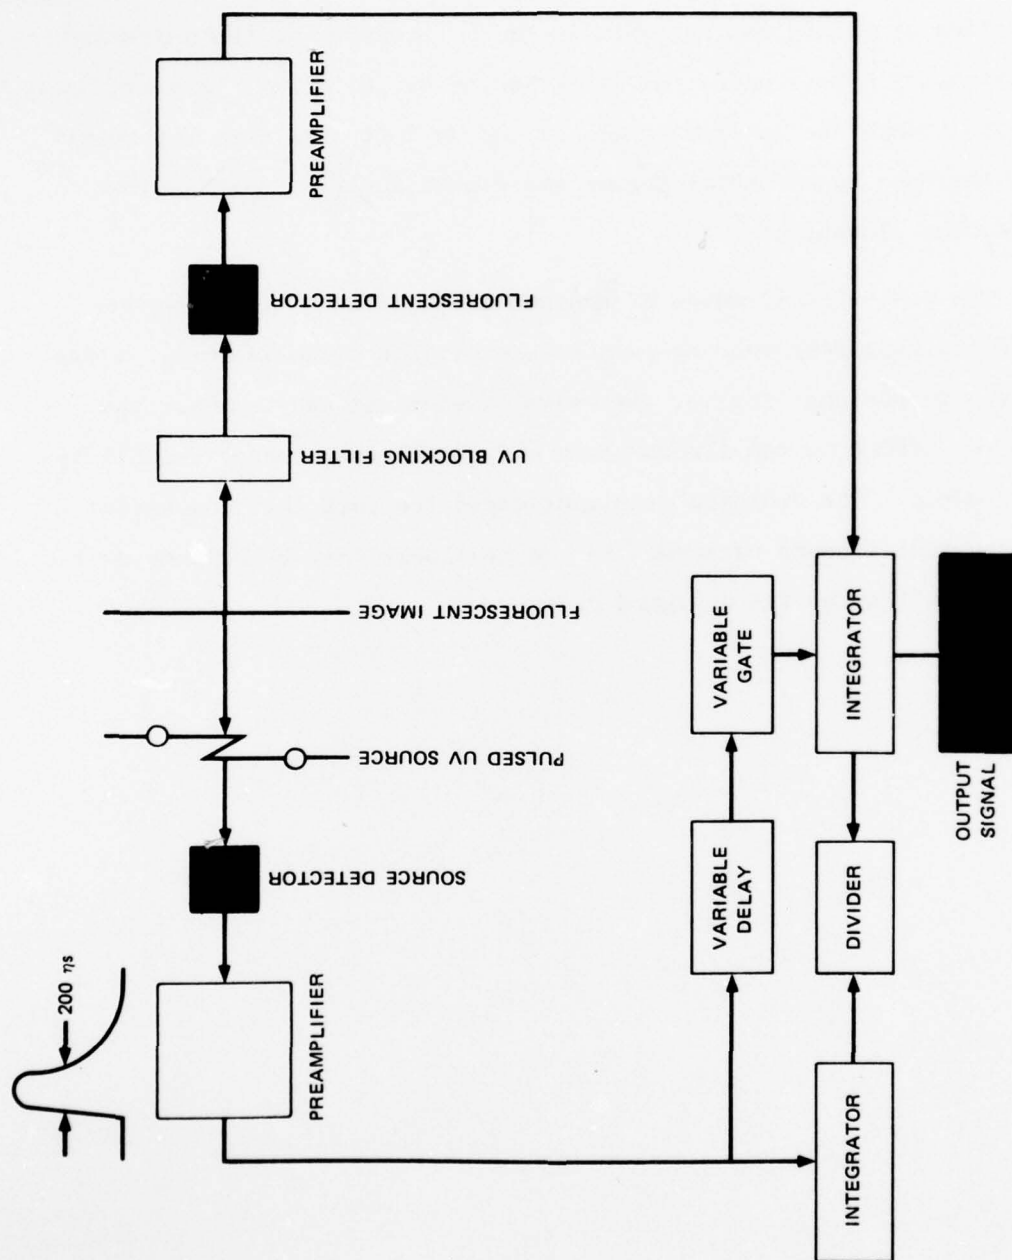 200 ηs
PREAMPLIFIER
SOURCE DETECTOR
PULSED UV SOURCE
FLUORESCENT IMAGE
UV BLOCKING FILTER
FLUORESCENT DETECTOR
PREAMPLIFIER
VARIABLE
DELAY
VARIABLE
GATE
INTEGRATOR
DIVIDER
INTEGRATOR
OUTPUT
SIGNAL